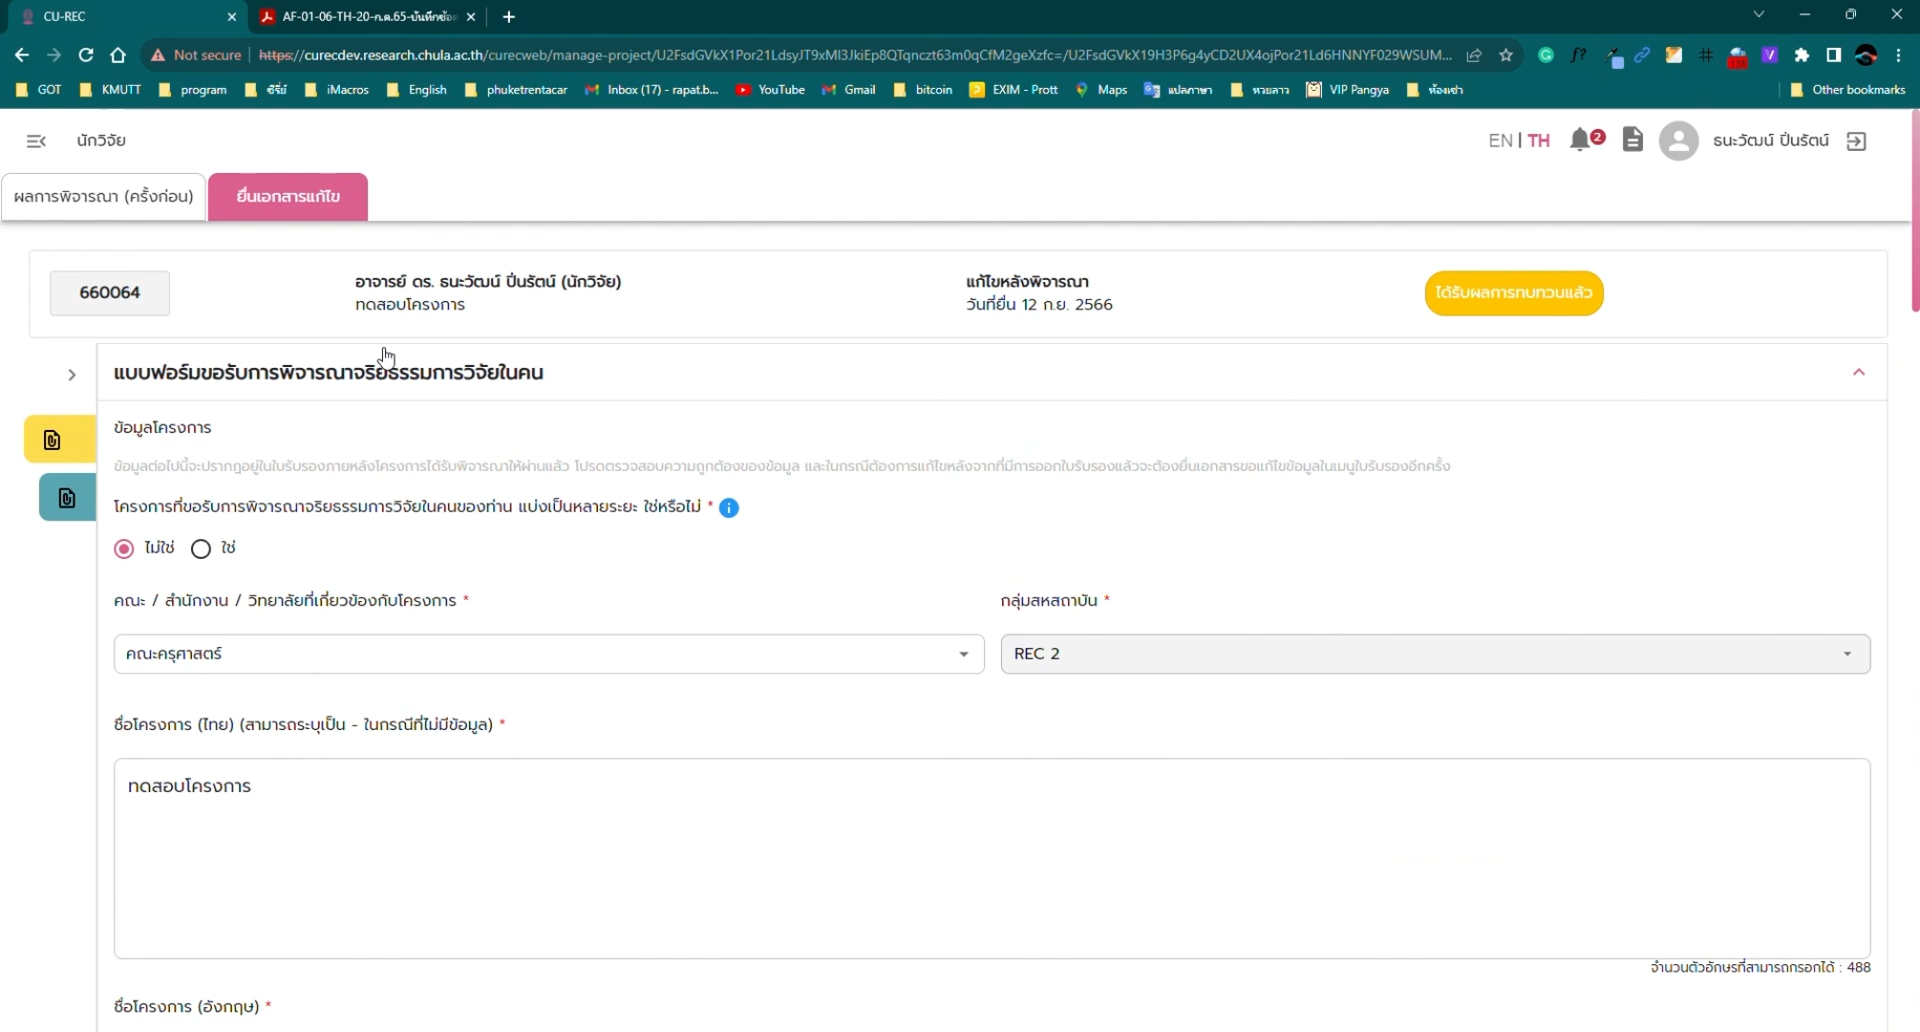 CU-REC
AF-01-06-TH-20-ก.ค.65-บันทึกข้อ
Not secure
https://curecdev.research.chula.ac.th/curecweb/manage-project/
GOT
KMUTT
program
ซีรี่ย์
iMacros
English
phuketrentacar
Inbox (17) - rapat.b...
YouTube
Gmail
bitcoin
EXIM - Prott
Maps
แปลภาษา
หวยลาว
VIP Pangya
ห้องเช่า
Other bookmarks
นักวิจัย
EN | TH
2
ธนะวัฒน์ ปิ่นรัตน์
ผลการพิจารณา (ครั้งก่อน)
ยื่นเอกสารแก้ไข
660064
อาจารย์ ดร. ธนะวัฒน์ ปิ่นรัตน์ (นักวิจัย)
ทดสอบโครงการ
แก้ไขหลังพิจารณา
วันที่ยื่น 12 ก.ย. 2566
ได้รับผลการทบทวนแล้ว
แบบฟอร์มขอรับการพิจารณาจริยธรรมการวิจัยในคน
ข้อมูลโครงการ
ข้อมูลต่อไปนี้จะปรากฏอยู่ในใบรับรองภายหลังโครงการได้รับพิจารณาให้ผ่านแล้ว โปรดตรวจสอบความถูกต้องของข้อมูล และในกรณีต้องการแก้ไขหลังจากที่มีการออกใบรับรองแล้วจะต้องยื่นเอกสารขอแก้ไขข้อมูลในเมนูใบรับรองอีกครั้ง
โครงการที่ขอรับการพิจารณาจริยธรรมการวิจัยในคนของท่าน แบ่งเป็นหลายระยะ ใช่หรือไม่ *
ไม่ใช่
ใช่
คณะ / สำนักงาน / วิทยาลัยที่เกี่ยวข้องกับโครงการ *
กลุ่มสหสถาบัน *
คณะครุศาสตร์
REC 2
ชื่อโครงการ (ไทย) (สามารถระบุเป็น - ในกรณีที่ไม่มีข้อมูล) *
ทดสอบโครงการ
จำนวนตัวอักษรที่สามารถกรอกได้ : 488
ชื่อโครงการ (อังกฤษ) *